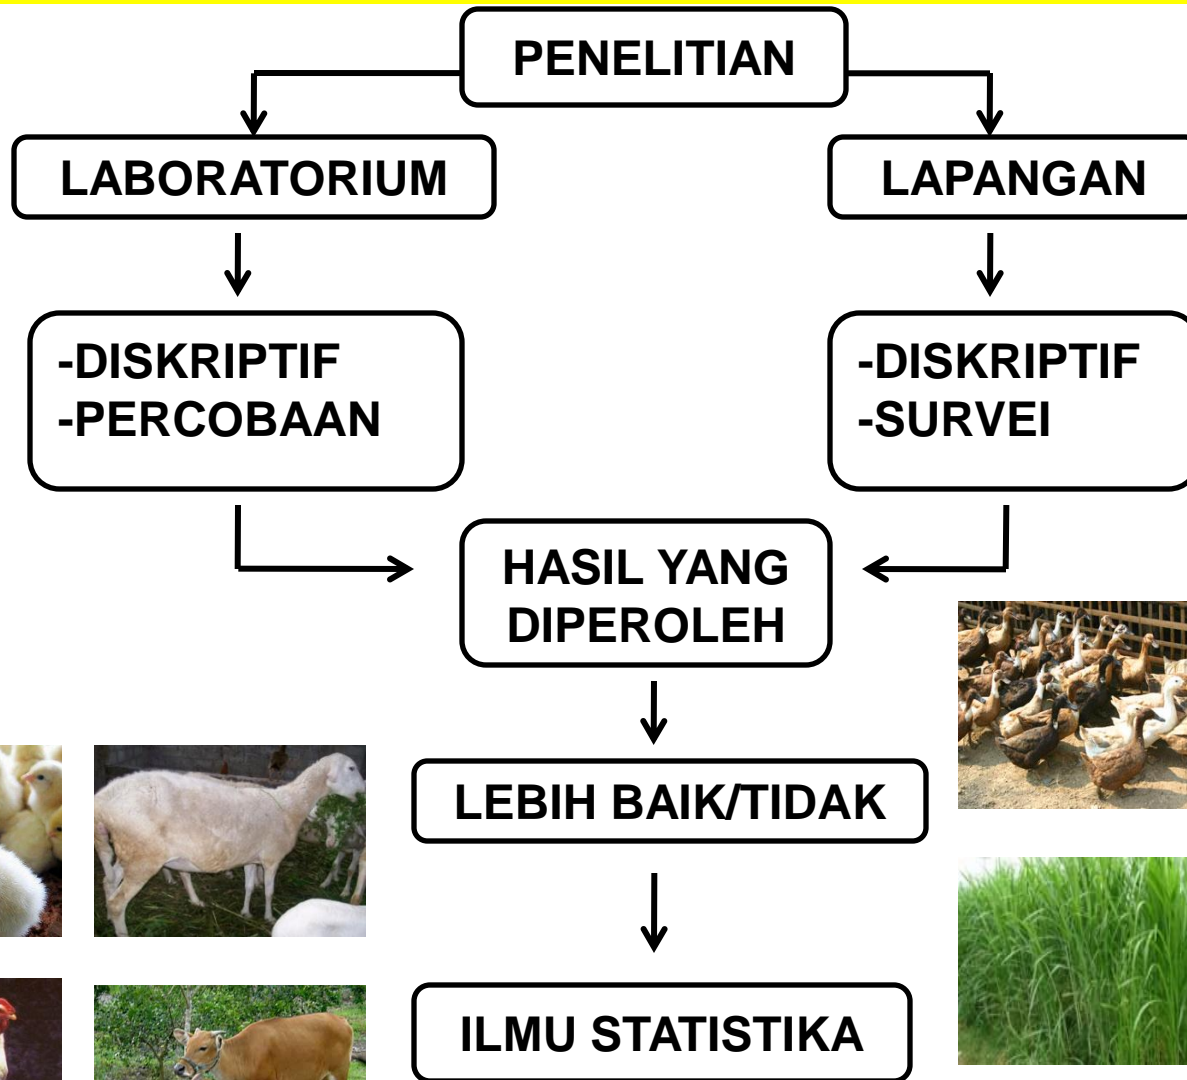 PENELITIAN
LABORATORIUM
LAPANGAN
-DISKRIPTIF
-PERCOBAAN
-DISKRIPTIF
-SURVEI
HASIL YANG
DIPEROLEH
LEBIH BAIK/TIDAK
ILMU STATISTIKA